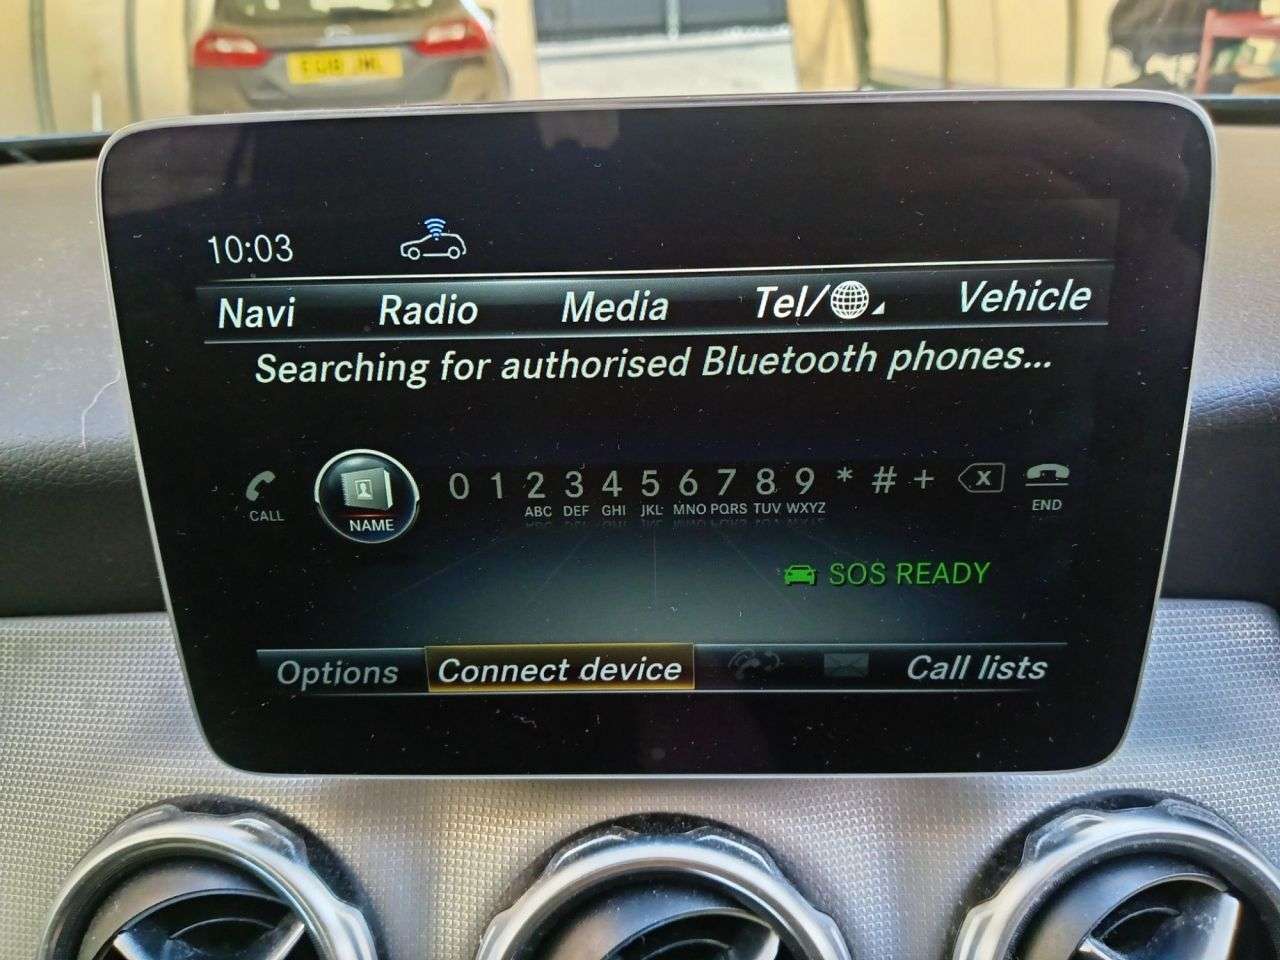 10:03
Navi Radio Media Tel/ Vehicle
Searching for authorised Bluetooth phones...
CALL NAME 0 1 2 3 4 5 6 7 8 9 * # + X END
ABC DEF GHI JKL MNO PQRS TUV WXYZ
SOS READY
Options Connect device Call lists